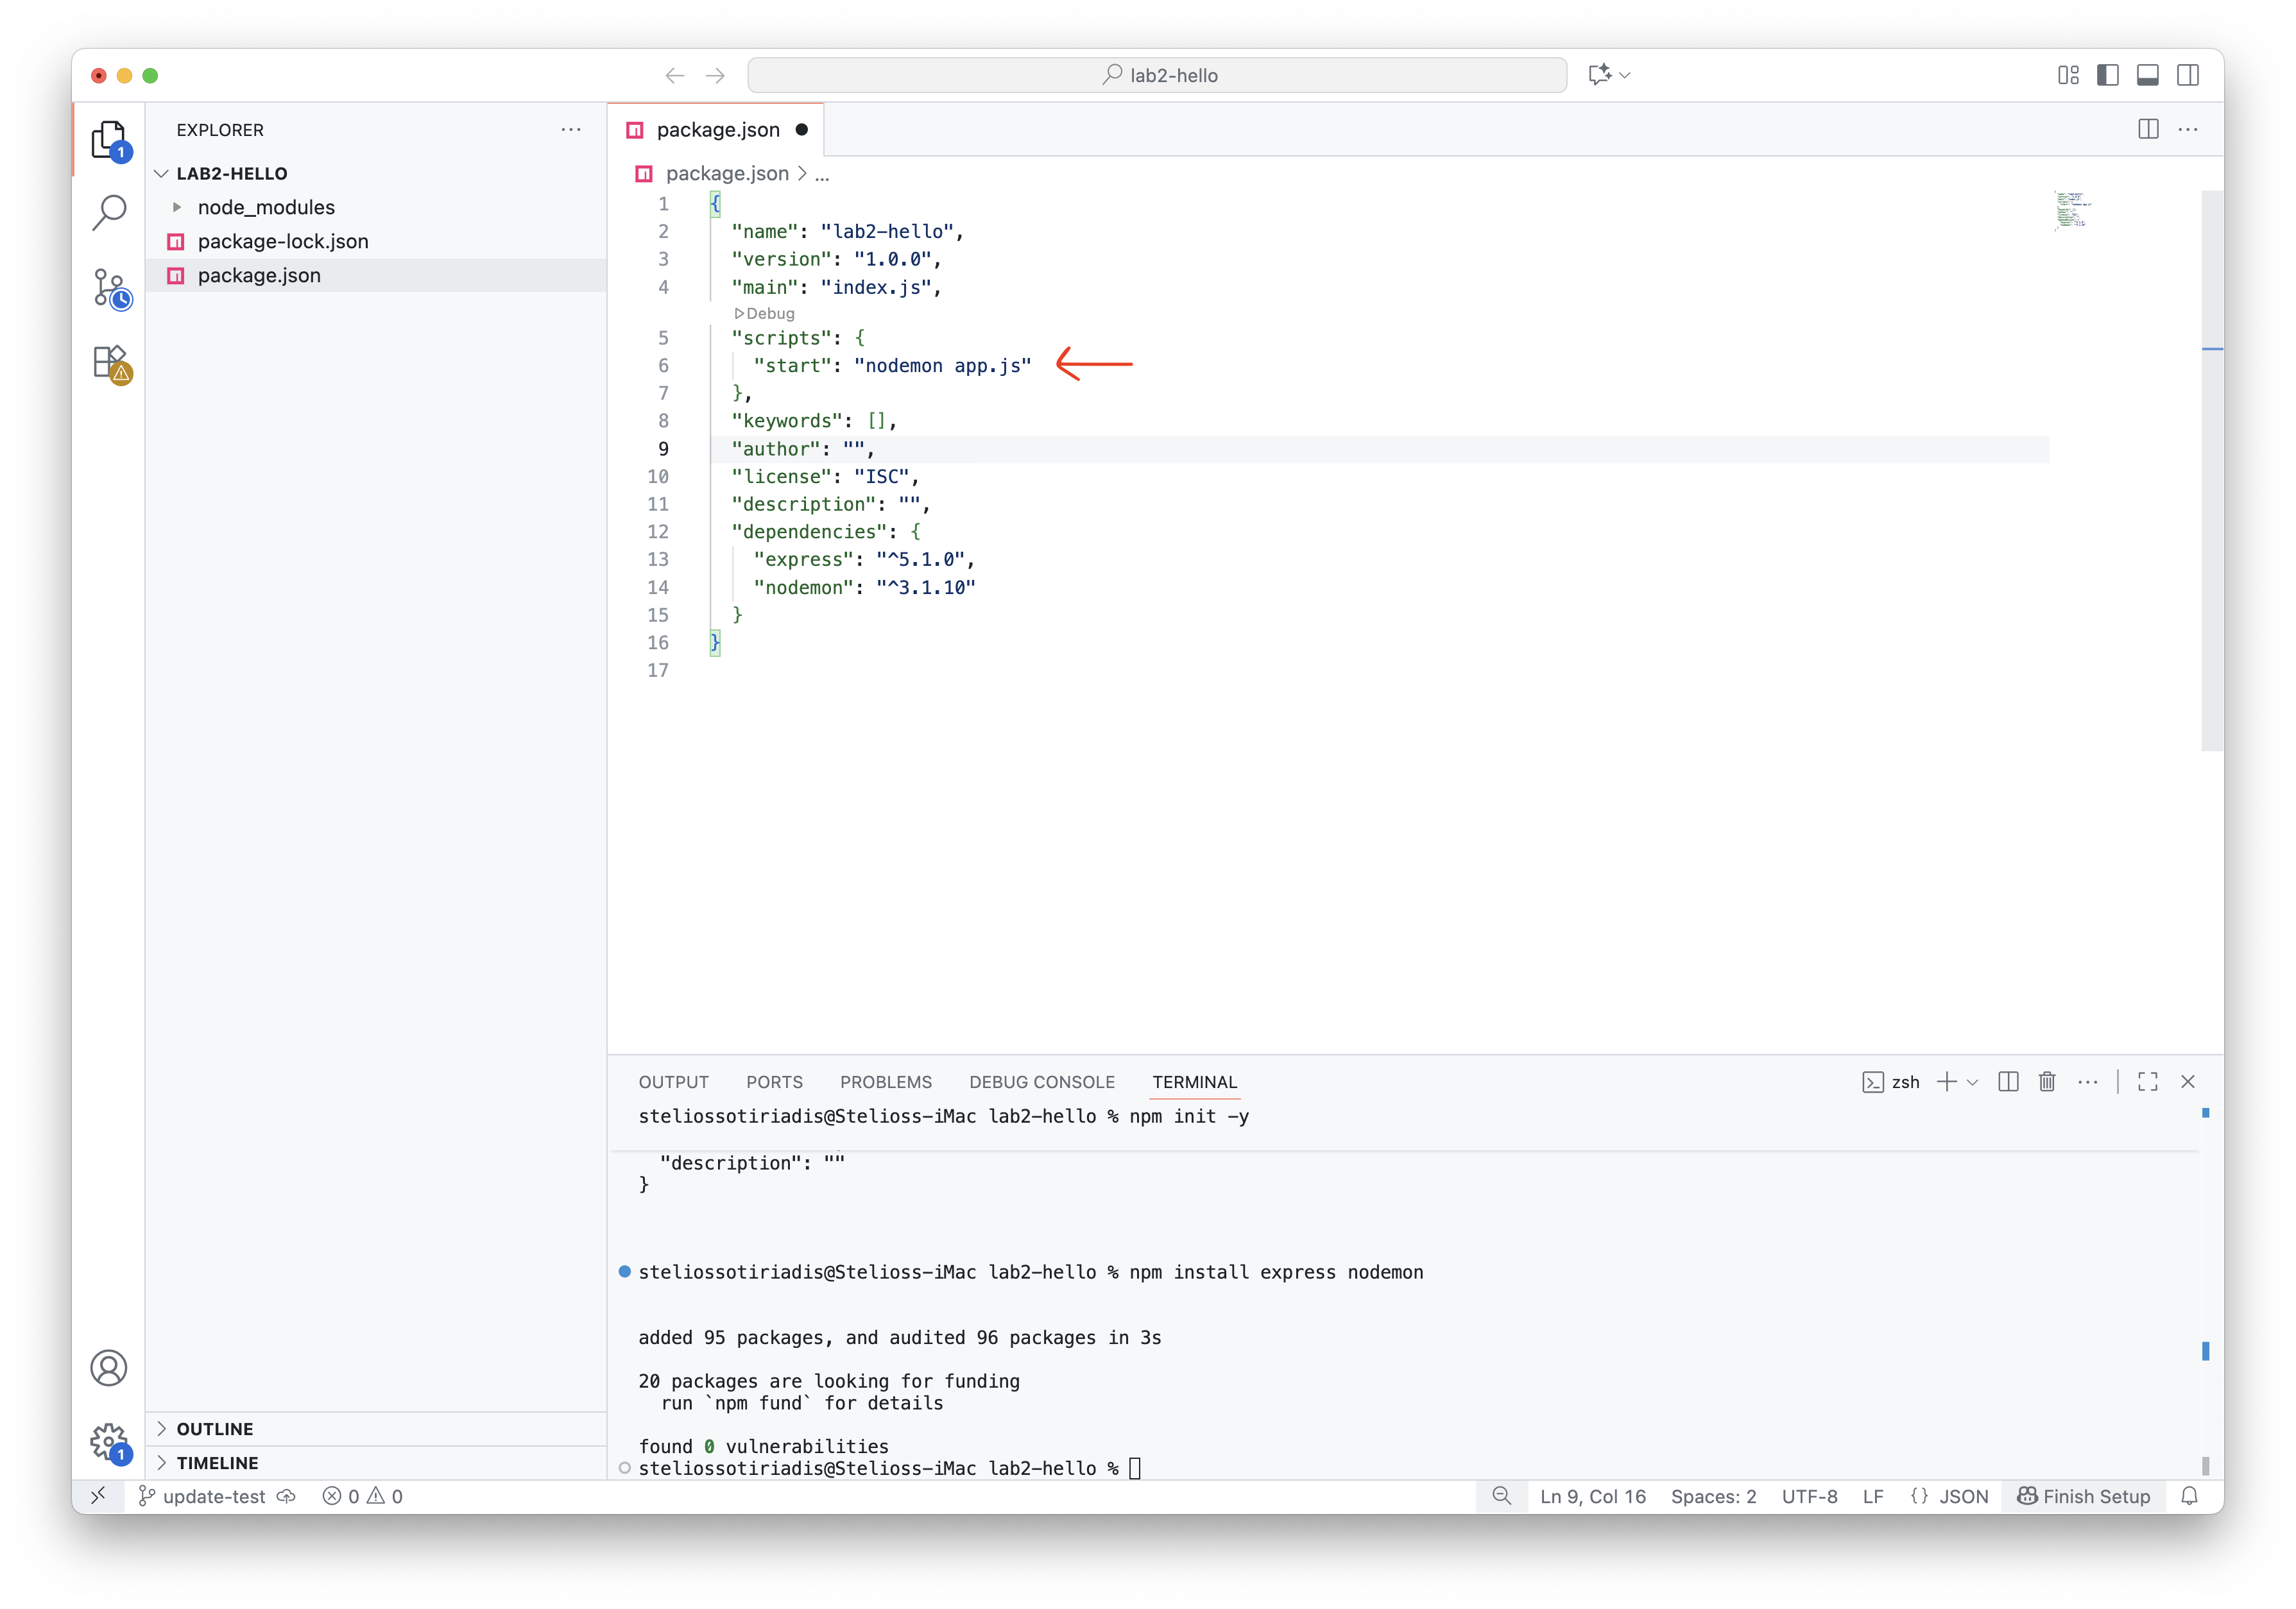 lab2-hello
EXPLORER
package.json
1
LAB2-HELLO
package.json > ...
node_modules
package-lock.json
package.json
1 {
2 "name": "lab2-hello",
3 "version": "1.0.0",
4 "main": "index.js",
Debug
5 "scripts": {
6 "start": "nodemon app.js"
7 },
8 "keywords": [],
9 "author": "",
10 "license": "ISC",
11 "description": "",
12 "dependencies": {
13 "express": "^5.1.0",
14 "nodemon": "^3.1.10"
15 }
16 }
17
OUTPUT PORTS PROBLEMS DEBUG CONSOLE TERMINAL
zsh
steliossotiriadis@Stelioss-iMac lab2-hello % npm init -y
"description": ""
}
steliossotiriadis@Stelioss-iMac lab2-hello % npm install express nodemon
added 95 packages, and audited 96 packages in 3s
20 packages are looking for funding
run `npm fund` for details
found 0 vulnerabilities
steliossotiriadis@Stelioss-iMac lab2-hello %
OUTLINE
1
TIMELINE
update-test 0 0
Ln 9, Col 16 Spaces: 2 UTF-8 LF {} JSON Finish Setup